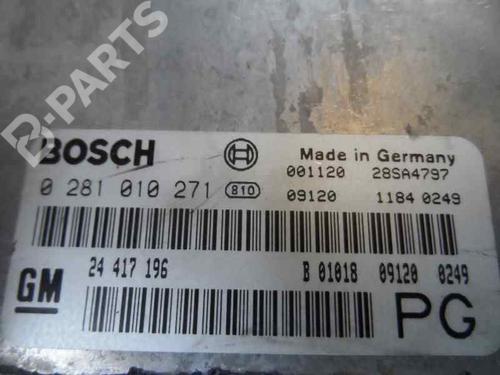 B-PARTS
BOSCH
Made in Germany
001120 28SA4797
0 281 010 271 810
09120 1184 0249
24 417 196 B 01018 09120 0249
GM
PG